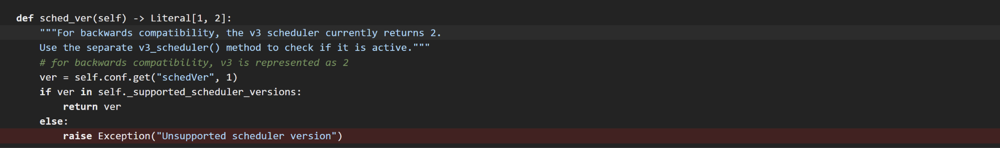 def sched_ver(self) -> Literal[1, 2]:
    """For backwards compatibility, the v3 scheduler currently returns 2.
    Use the separate v3_scheduler() method to check if it is active."""
    # for backwards compatibility, v3 is represented as 2
    ver = self.conf.get("schedVer", 1)
    if ver in self._supported_scheduler_versions:
        return ver
    else:
        raise Exception("Unsupported scheduler version")